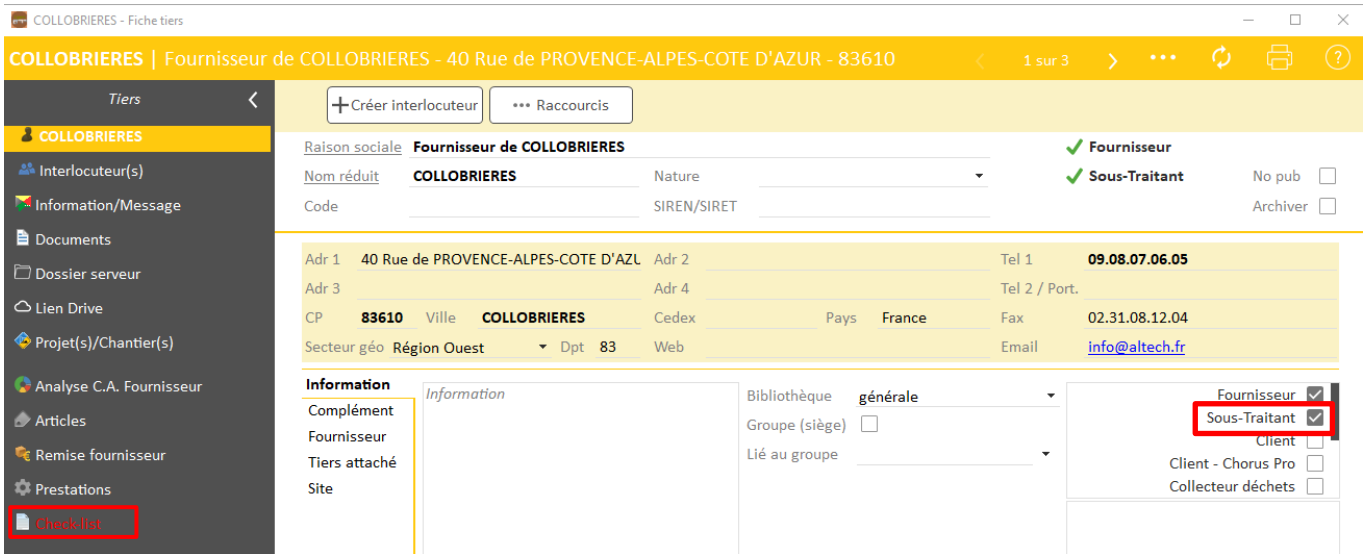 COLLOBRIERES - Fiche tiers
COLLOBRIERES | Fournisseur de COLLOBRIERES - 40 Rue de PROVENCE-ALPES-COTE D'AZUR - 83610
1 sur 3
Tiers
COLLOBRIERES
Interlocuteur(s)
Information/Message
Documents
Dossier serveur
Lien Drive
Projet(s)/Chantier(s)
Analyse C.A. Fournisseur
Articles
Remise fournisseur
Prestations
Check list
Créer interlocuteur
Raccourcis
Raison sociale Fournisseur de COLLOBRIERES
Fournisseur
Nom réduit COLLOBRIERES Nature
Sous-Traitant No pub
Code SIREN/SIRET
Archiver
Adr 1 40 Rue de PROVENCE-ALPES-COTE D'AZU Adr 2 Tel 1 09.08.07.06.05
Adr 3 Adr 4 Tel 2 / Port.
CP 83610 Ville COLLOBRIERES Cedex Pays France Fax 02.31.08.12.04
Secteur géo Région Ouest Dpt 83 Web Email info@altech.fr
Information
Complément
Fournisseur
Tiers attaché
Site
Information
Bibliothèque générale
Groupe (siège)
Lié au groupe
Fournisseur
Sous-Traitant
Client
Client - Chorus Pro
Collecteur déchets